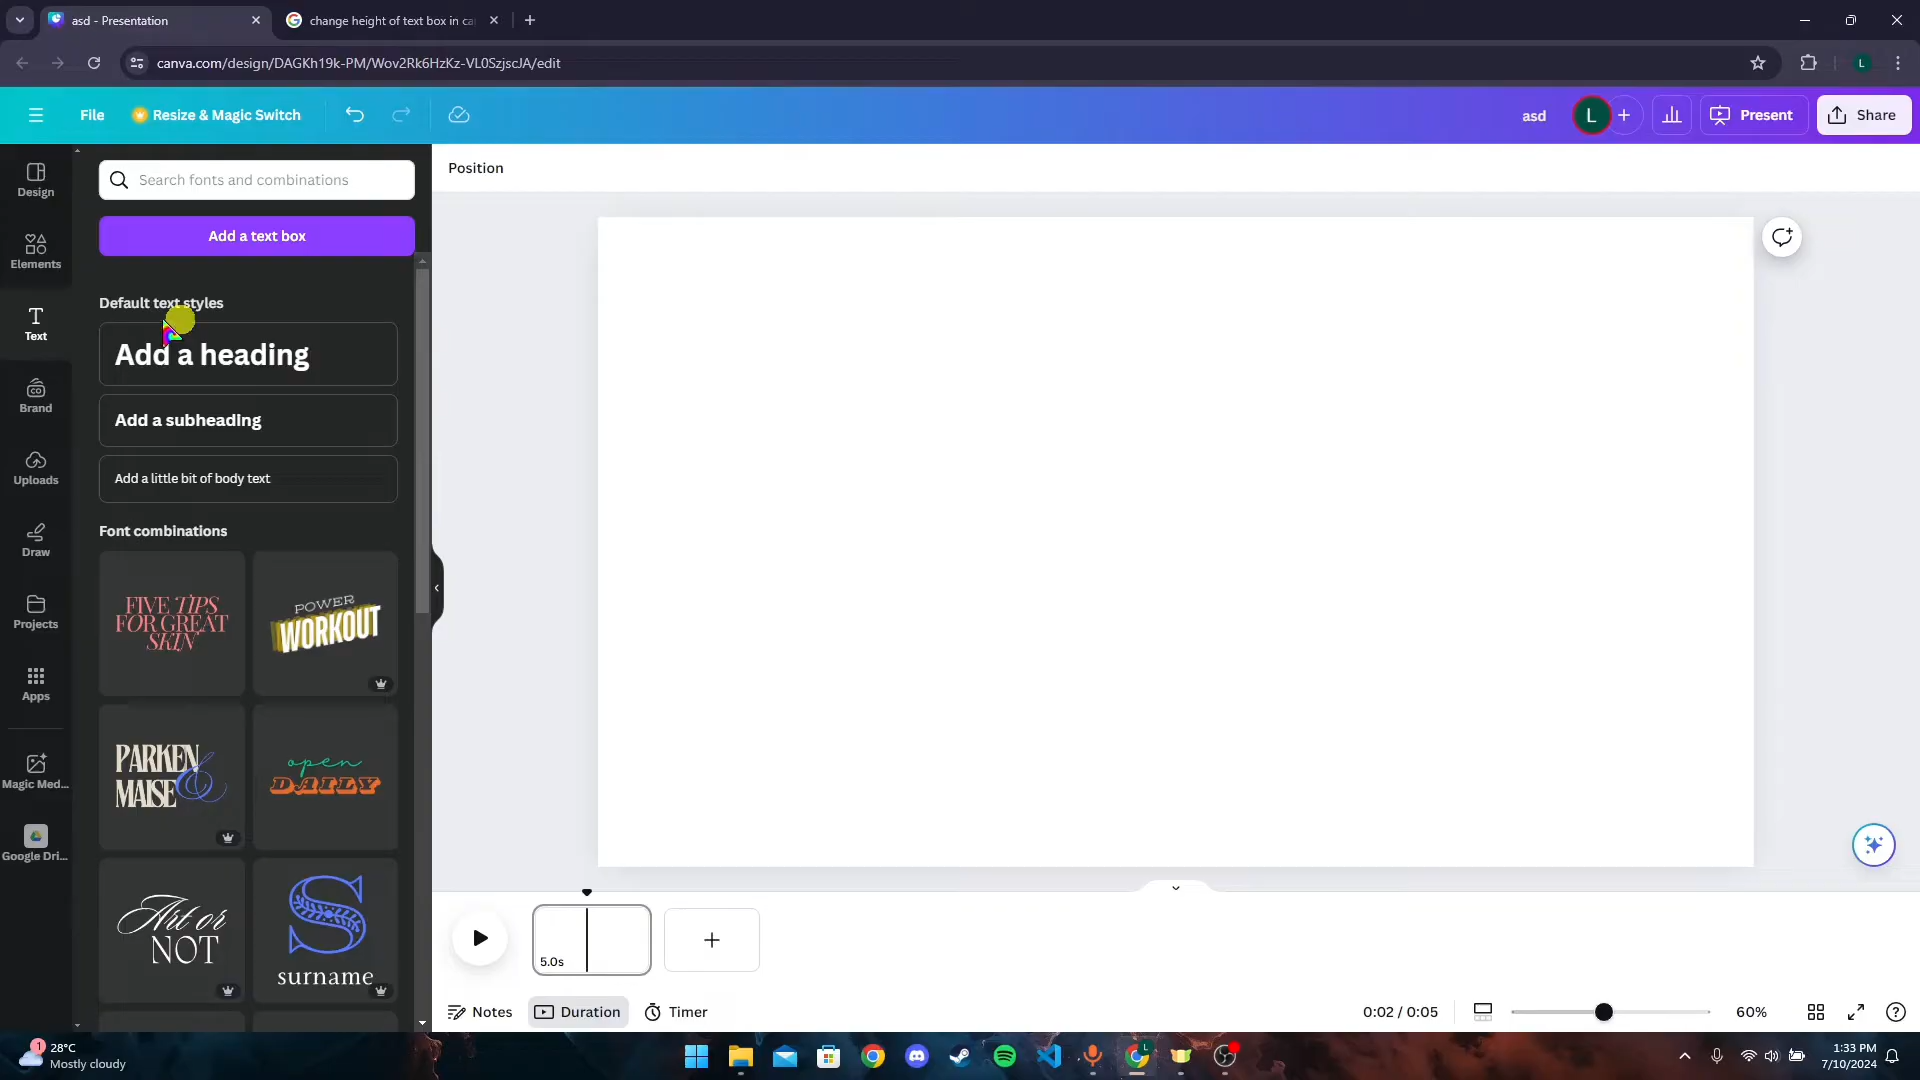 asd - Presentation
change height of text box in ca
canva.com/design/DAGKh19k-PM/Wov2Rk6HzKz-VL0SzjscJA/edit
L
File
Resize & Magic Switch
asd
L
Present
Share
Design
Elements
Text
Brand
Uploads
Draw
Projects
Apps
Magic Med...
Google Dri...
Search fonts and combinations
Add a text box
Default text styles
Add a heading
Add a subheading
Add a little bit of body text
Font combinations
FIVE TIPS
FOR GREAT
SKIN
POWER
WORKOUT
PARKEN
MAISE &
open
DAILY
Art or
NOT
S
surname
Position
5.0s
Notes
Duration
Timer
0:02 / 0:05
60%
1
28°C
Mostly cloudy
L
1:33 PM
7/10/2024